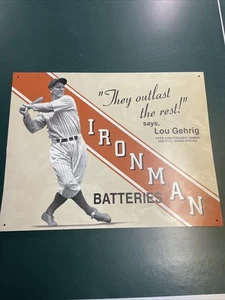 "They outlast
the rest!"
says,
Lou Gehrig
IRONMAN
BATTERIES